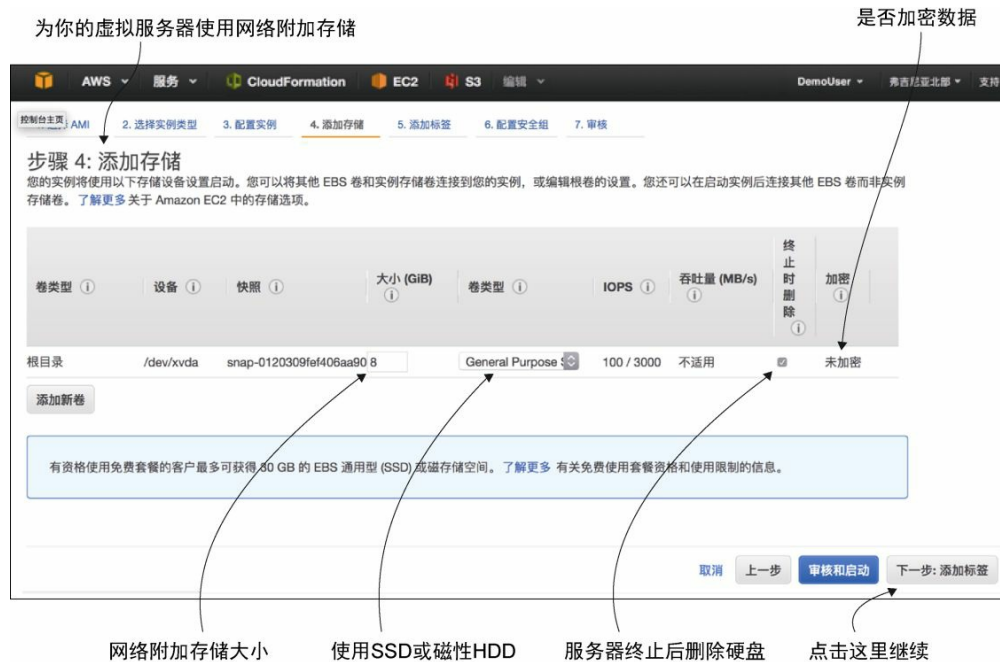 为你的虚拟服务器使用网络附加存储
是否加密数据
AWS 服务 CloudFormation EC2 S3 编辑 DemoUser 弗吉尼亚北部 支持
控制台主页 AMI 2. 选择实例类型 3. 配置实例 4. 添加存储 5. 添加标签 6. 配置安全组 7. 审核
步骤 4: 添加存储
您的实例将使用以下存储设备设置启动。您可以将其他 EBS 卷和实例存储卷连接到您的实例，或编辑根卷的设置。您还可以在启动实例后连接其他 EBS 卷而非实例
存储卷。了解更多 关于 Amazon EC2 中的存储选项。
卷类型 设备 快照 大小 (GiB) 卷类型 IOPS 吞吐量 (MB/s) 终止时删除 加密
根目录 /dev/xvda snap-0120309fef406aa90 8 General Purpose 100 / 3000 不适用 未加密
添加新卷
有资格使用免费套餐的客户最多可获得 30 GB 的 EBS 通用型 (SSD) 或磁存储空间。了解更多 有关免费使用套餐资格和使用限制的信息。
取消 上一步 审核和启动 下一步: 添加标签
网络附加存储大小 使用SSD或磁性HDD 服务器终止后删除硬盘 点击这里继续